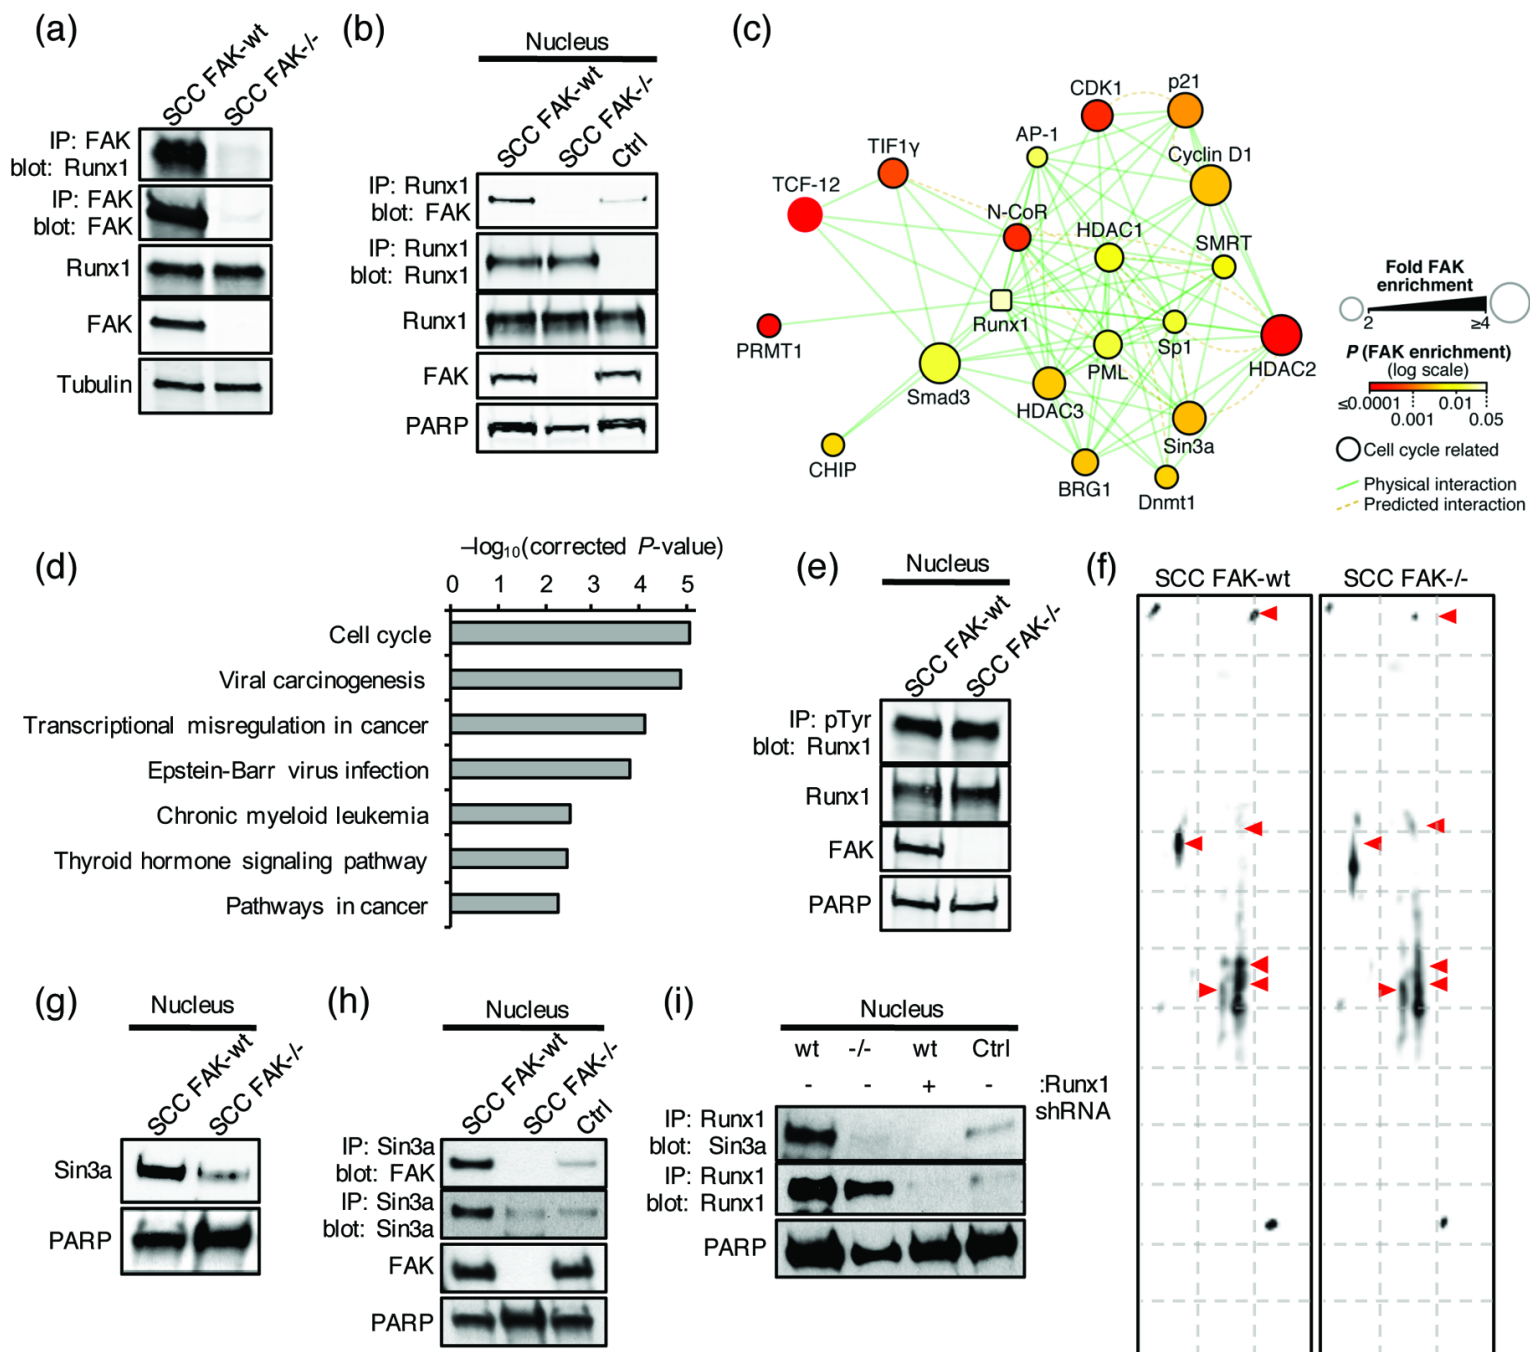 (a)
SCC FAK-wt
SCC FAK-/-
IP: FAK
blot: Runx1
IP: FAK
blot: FAK
Runx1
FAK
Tubulin
(b)
Nucleus
SCC FAK-wt
SCC FAK-/-
Ctrl
IP: Runx1
blot: FAK
IP: Runx1
blot: Runx1
Runx1
FAK
PARP
(c)
CDK1
p21
AP-1
TIF1γ
Cyclin D1
TCF-12
N-CoR
HDAC1
SMRT
Runx1
PRMT1
Sp1
PML
HDAC2
Smad3
HDAC3
Sin3a
CHIP
BRG1
Dnmt1
Fold FAK
enrichment
2 ≥4
P (FAK enrichment)
(log scale)
≤0.0001 0.01
0.001 0.05
Cell cycle related
Physical interaction
Predicted interaction
(d)
–log10(corrected P-value)
0 1 2 3 4 5
Cell cycle
Viral carcinogenesis
Transcriptional misregulation in cancer
Epstein-Barr virus infection
Chronic myeloid leukemia
Thyroid hormone signaling pathway
Pathways in cancer
(e)
Nucleus
SCC FAK-wt
SCC FAK-/-
IP: pTyr
blot: Runx1
Runx1
FAK
PARP
(f)
SCC FAK-wt SCC FAK-/-
(g)
Nucleus
SCC FAK-wt
SCC FAK-/-
Sin3a
PARP
(h)
Nucleus
SCC FAK-wt
SCC FAK-/-
Ctrl
IP: Sin3a
blot: FAK
IP: Sin3a
blot: Sin3a
FAK
PARP
(i)
Nucleus
wt -/- wt Ctrl
- - + - :Runx1
shRNA
IP: Runx1
blot: Sin3a
IP: Runx1
blot: Runx1
PARP